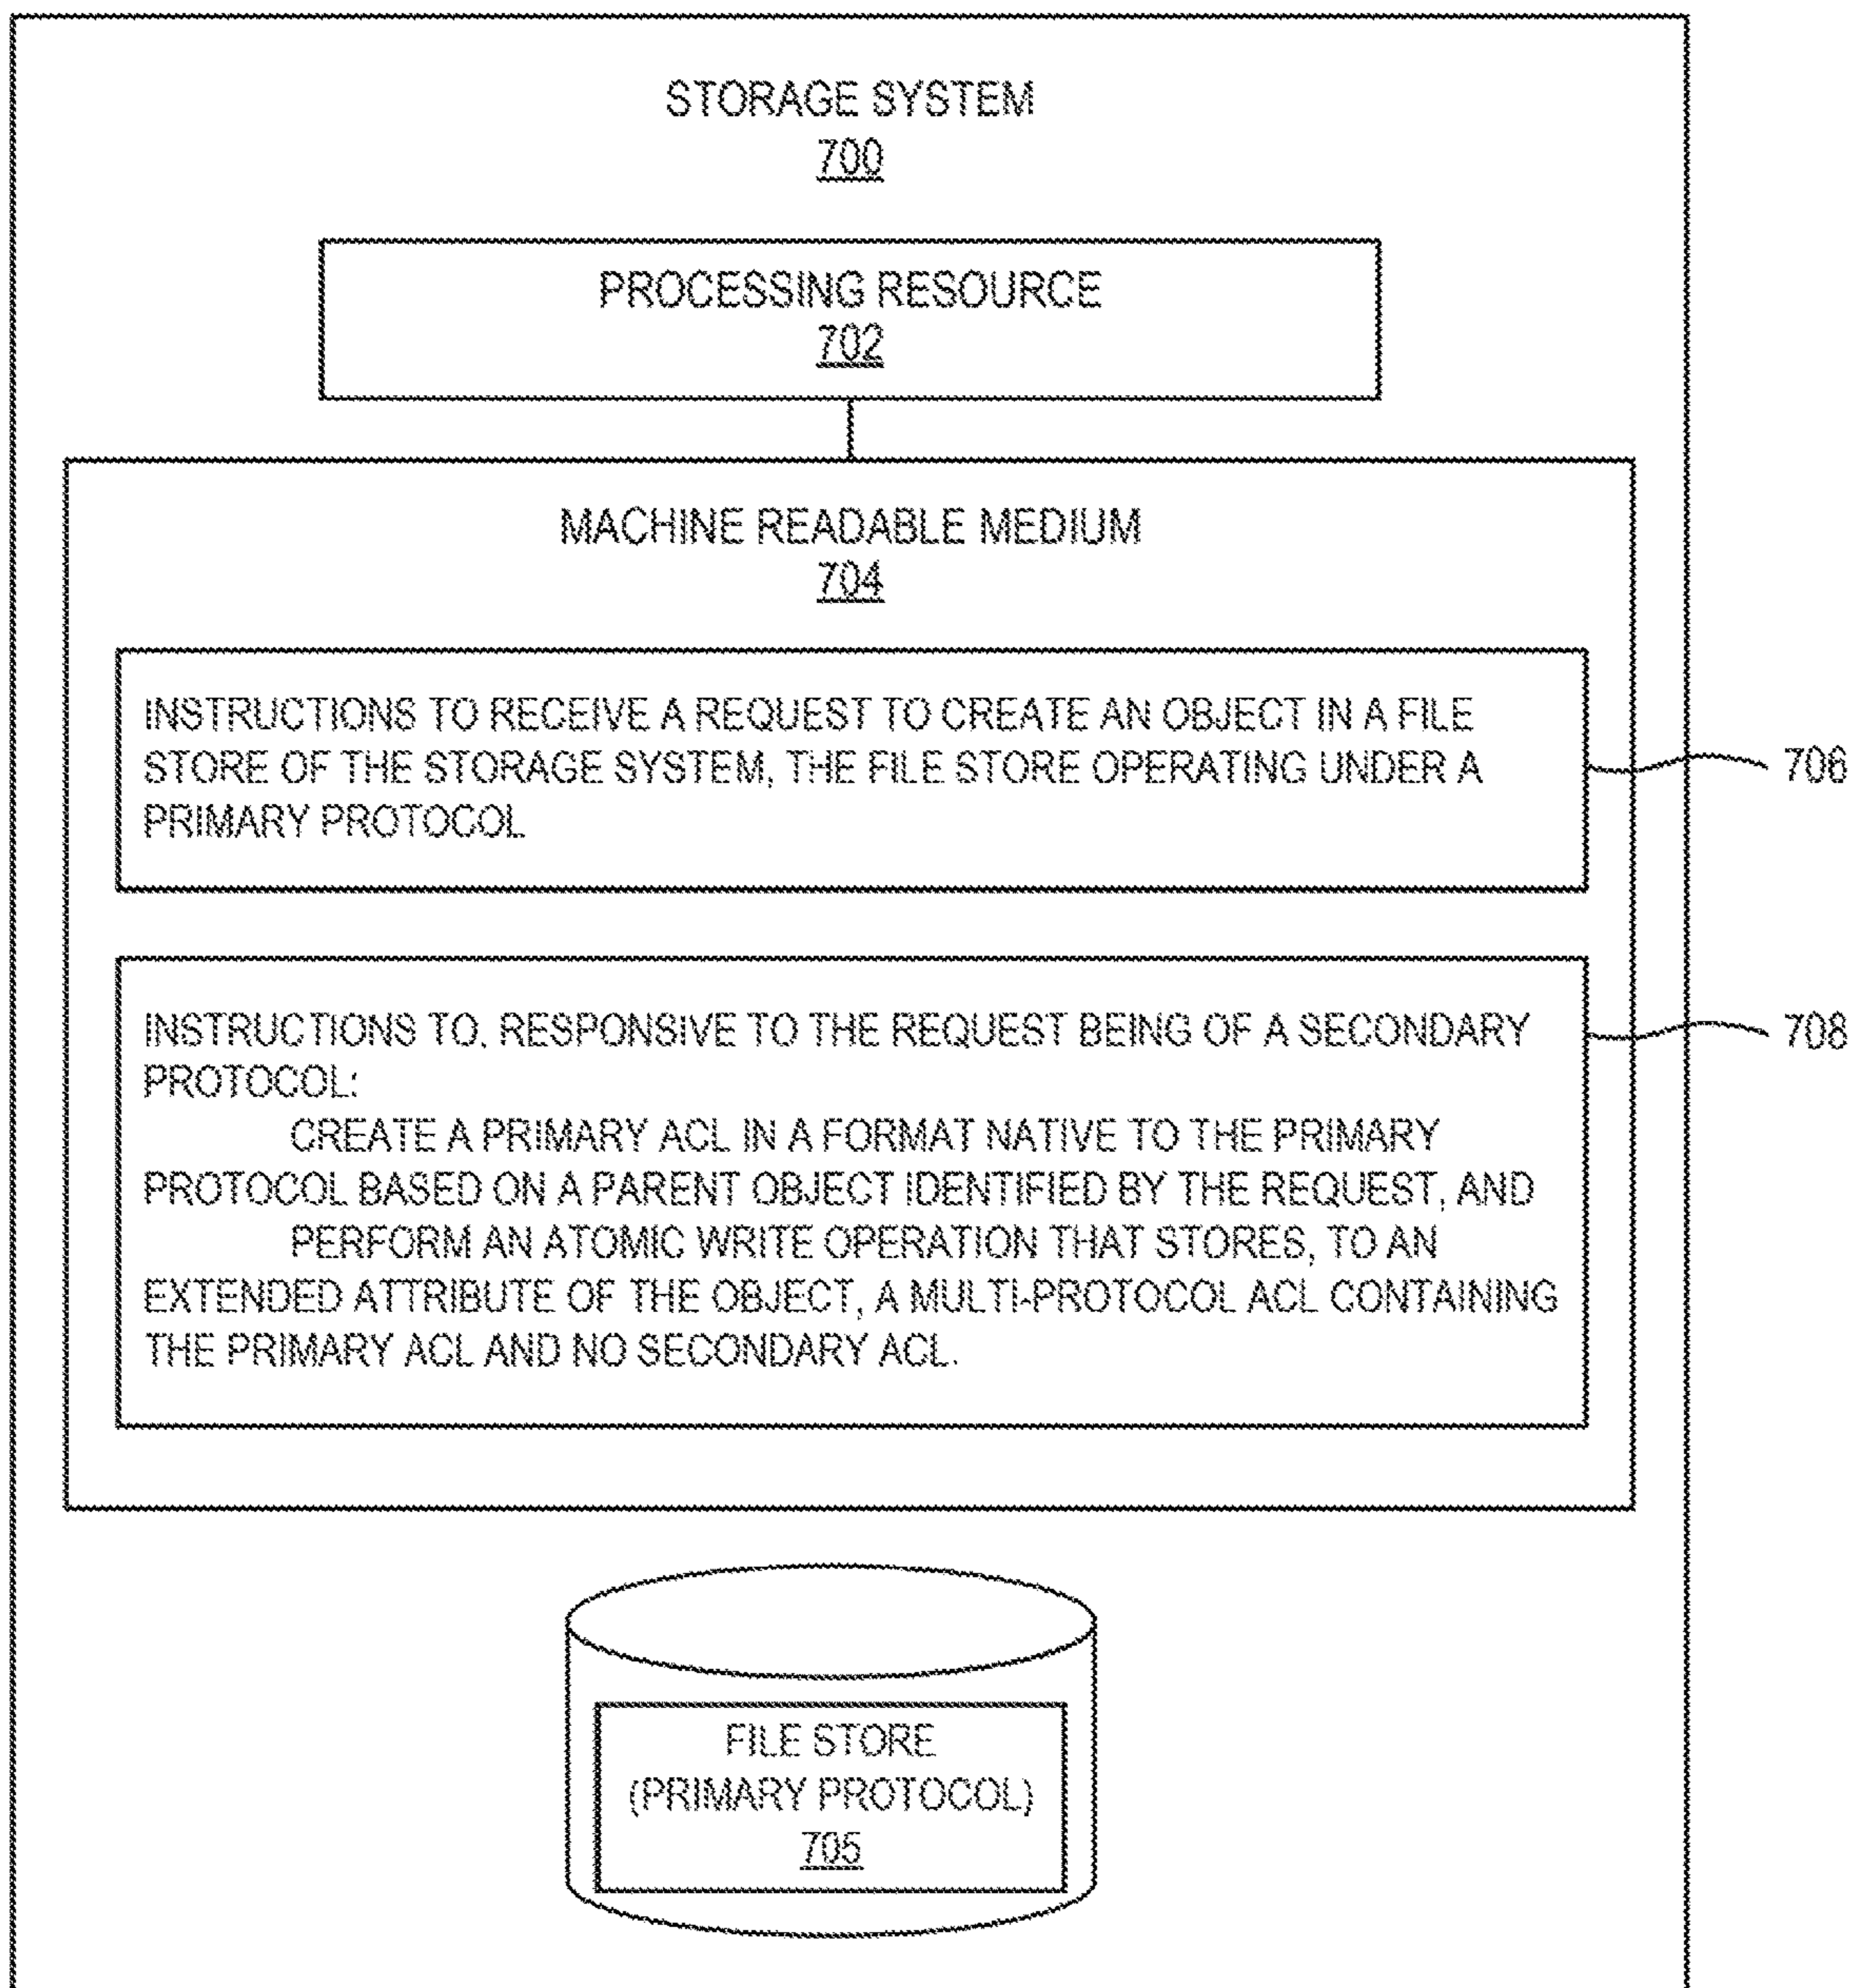 STORAGE SYSTEM
700
PROCESSING RESOURCE
702
MACHINE READABLE MEDIUM
704
INSTRUCTIONS TO RECEIVE A REQUEST TO CREATE AN OBJECT IN A FILE
STORE OF THE STORAGE SYSTEM, THE FILE STORE OPERATING UNDER A
PRIMARY PROTOCOL
706
INSTRUCTIONS TO, RESPONSIVE TO THE REQUEST BEING OF A SECONDARY
PROTOCOL:
CREATE A PRIMARY ACL IN A FORMAT NATIVE TO THE PRIMARY
PROTOCOL BASED ON A PARENT OBJECT IDENTIFIED BY THE REQUEST, AND
PERFORM AN ATOMIC WRITE OPERATION THAT STORES, TO AN
EXTENDED ATTRIBUTE OF THE OBJECT, A MULTI-PROTOCOL ACL CONTAINING
THE PRIMARY ACL AND NO SECONDARY ACL.
708
FILE STORE
(PRIMARY PROTOCOL)
705